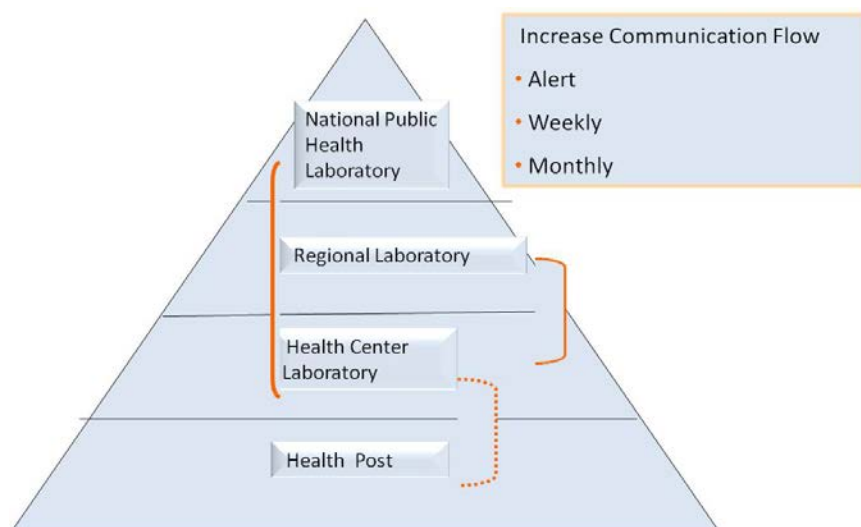 Increase Communication Flow
• Alert
• Weekly
• Monthly
National Public
Health
Laboratory
Regional Laboratory
Health Center
Laboratory
Health Post